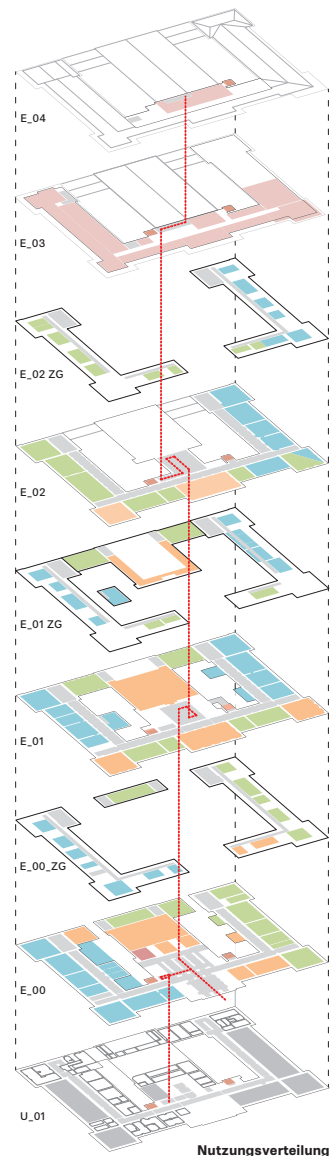 E_04
E_03
E_02 ZG
E_02
E_01 ZG
E_01
E_00_ZG
E_00
U_01
Nutzungsverteilung